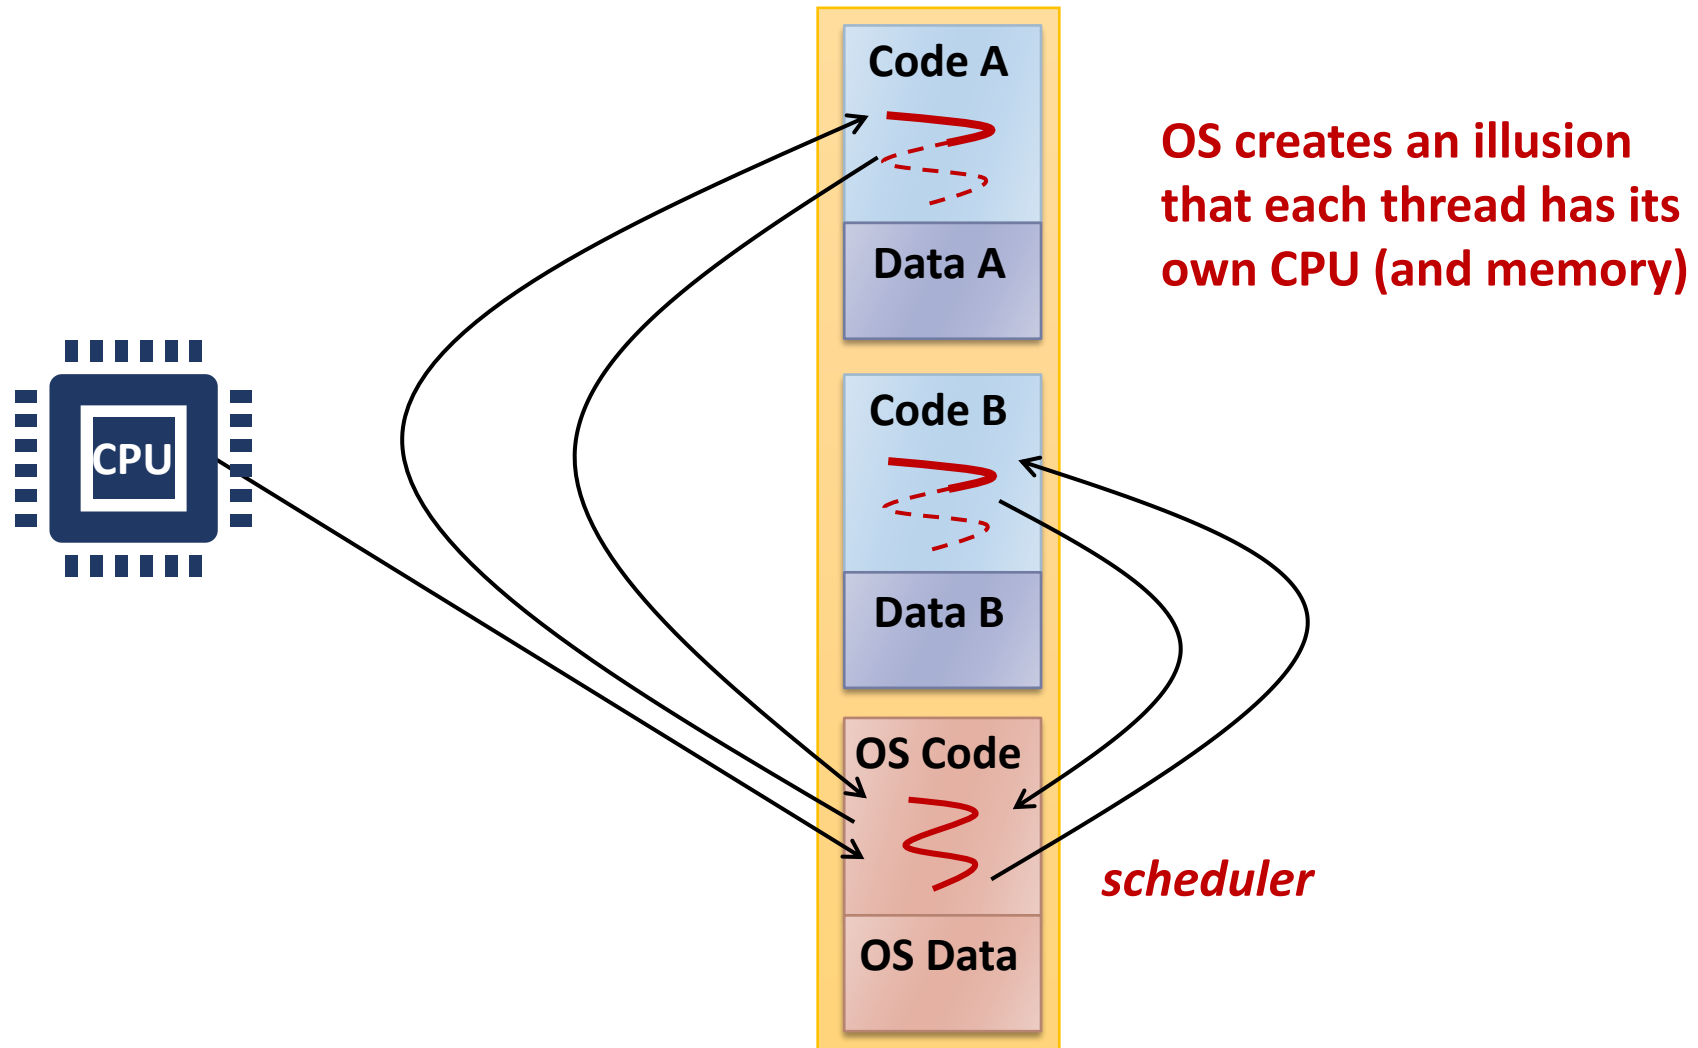 Code A
OS creates an illusion
that each thread has its
own CPU (and memory)
Data A
Code B
CPU
Data B
OS Code
scheduler
OS Data